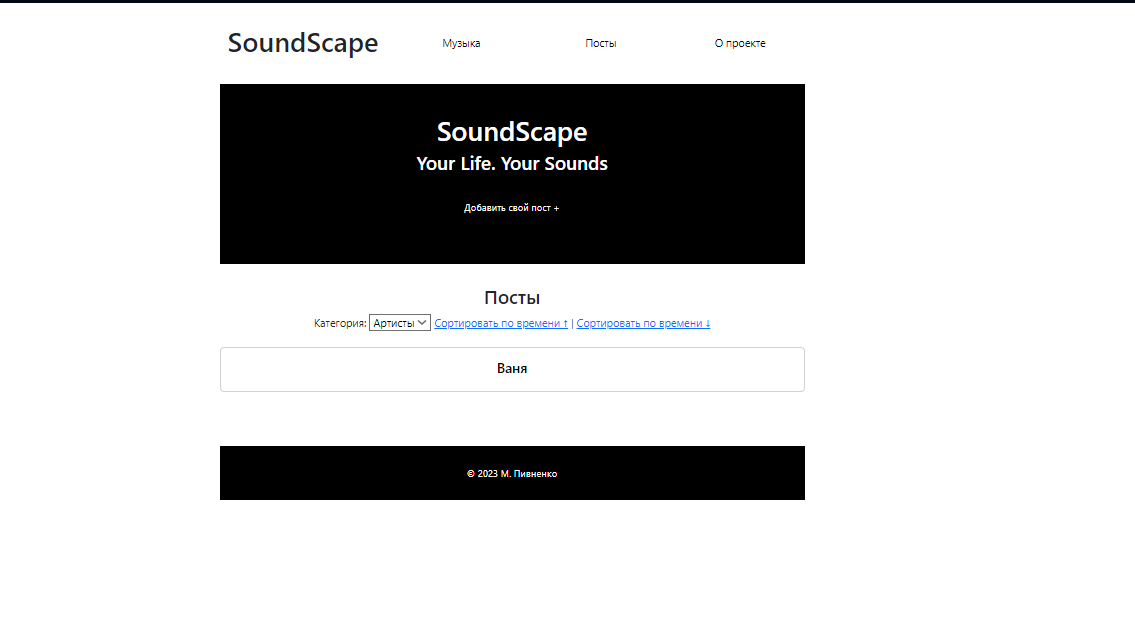 SoundScape Музыка Посты О проекте
SoundScape
Your Life. Your Sounds
Добавить свой пост +
Посты
Категория: Артисты Сортировать по времени ↑ | Сортировать по времени ↓
Ваня
© 2023 М. Пивненко